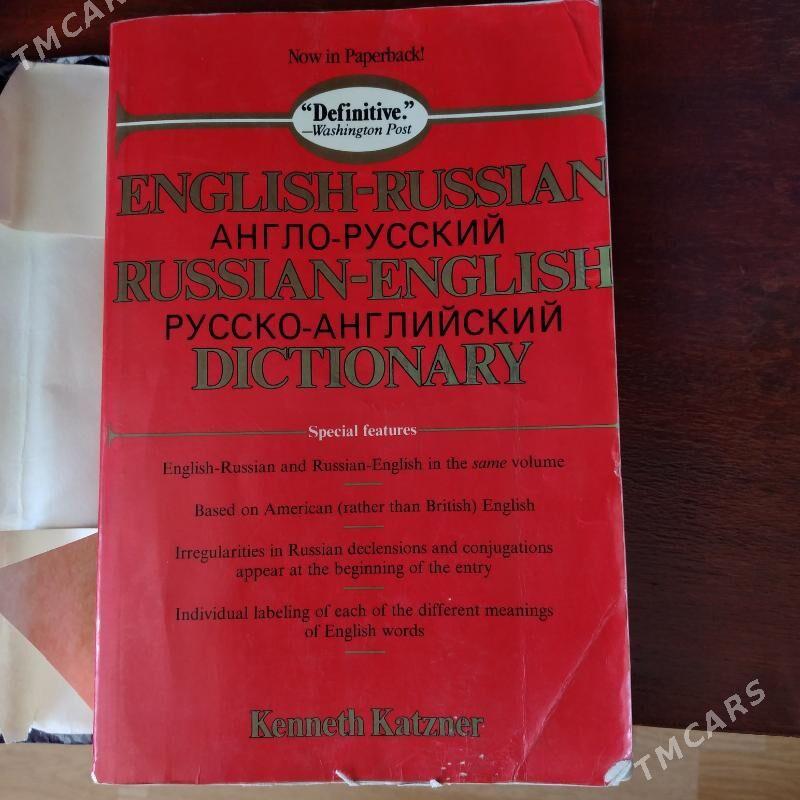 TMCARS
Now in Paperback!
“Definitive.”
—Washington Post
ENGLISH-RUSSIAN
АНГЛО-РУССКИЙ
RUSSIAN-ENGLISH
РУССКО-АНГЛИЙСКИЙ
DICTIONARY
Special features
English-Russian and Russian-English in the same volume
Based on American (rather than British) English
Irregularities in Russian declensions and conjugations
appear at the beginning of the entry
Individual labeling of each of the different meanings
of English words
Kenneth Katzner
TMCARS